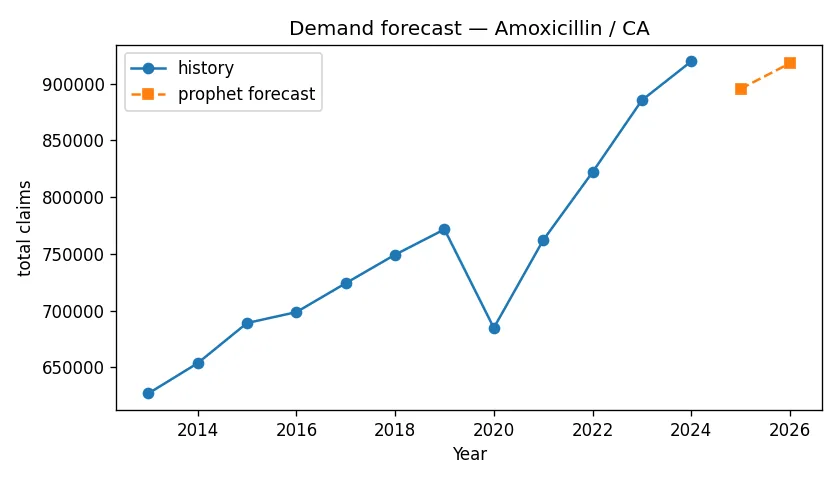 Demand forecast — Amoxicillin / CA
history
prophet forecast
total claims
900000
850000
800000
750000
700000
650000
2014 2016 2018 2020 2022 2024 2026
Year